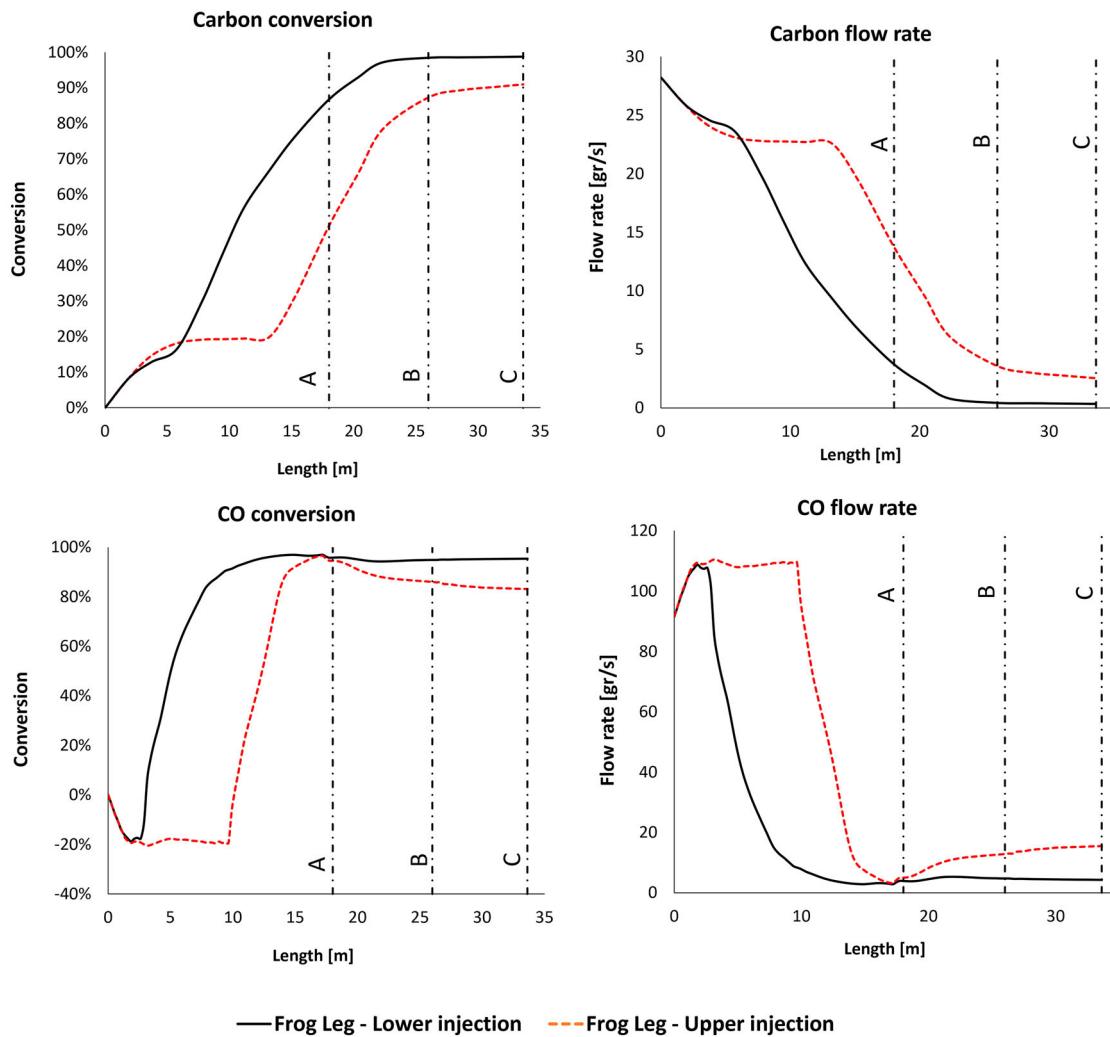 Carbon conversion
100%
90%
80%
70%
60%
50%
40%
30%
20%
10%
0%
Conversion
A
B
C
0 5 10 15 20 25 30 35
Length [m]
Carbon flow rate
30
25
20
15
10
5
0
Flow rate [gr/s]
A
B
C
0 10 20 30
Length [m]
CO conversion
100%
80%
60%
40%
20%
0%
-20%
-40%
Conversion
A
B
C
0 5 10 15 20 25 30 35
Length [m]
CO flow rate
120
100
80
60
40
20
0
Flow rate [gr/s]
A
B
C
0 10 20 30
Length [m]
Frog Leg - Lower injection Frog Leg - Upper injection